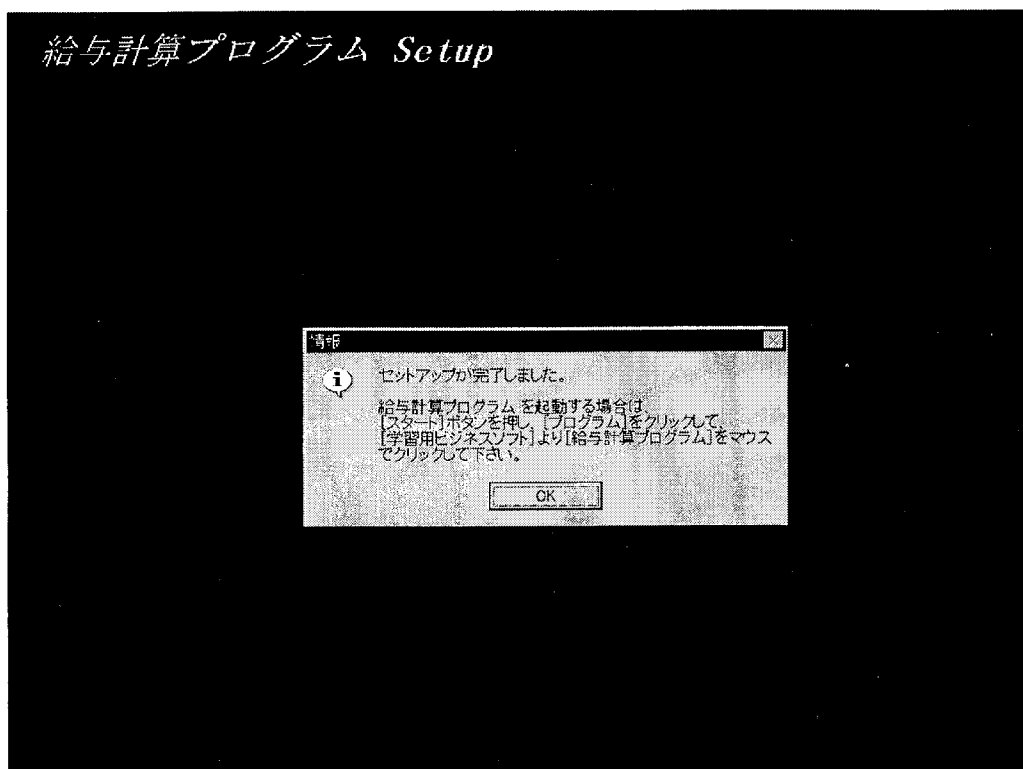 給与計算プログラム Setup
情報
セットアップが完了しました。
給与計算プログラム を起動する場合は
[スタート]ボタンを押し、[プログラム]をクリックして、
[学習用ビジネスソフト]より[給与計算プログラム]をマウス
でクリックして下さい。
OK